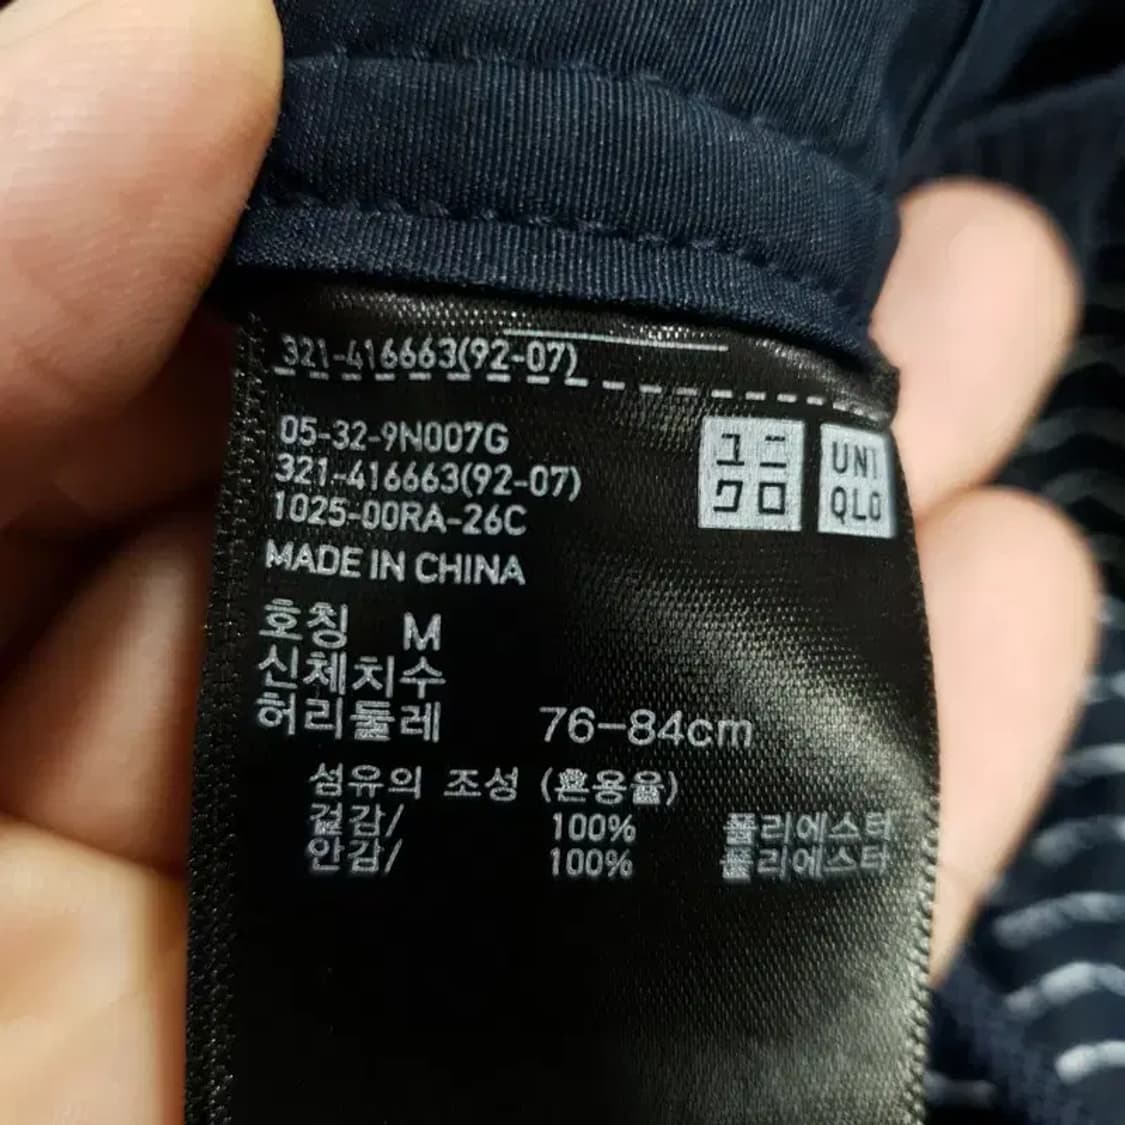 321-416663(92-07)
05-32-9N007G
321-416663(92-07)
1025-00RA-26C
MADE IN CHINA
ユニ
クロ
UNI
QLO
호칭 M
신체치수
허리둘레 76-84cm
섬유의 조성 (혼용율)
겉감/ 100% 폴리에스터
안감/ 100% 폴리에스터